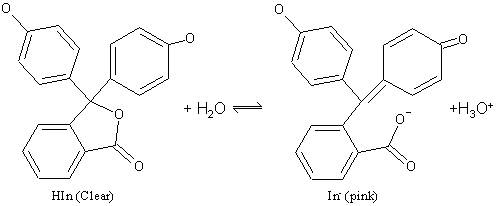 O
O
O
O
+ H₂O
O
O
O⁻
O
+H₃O⁺
HIn (Clear)
In⁻ (pink)